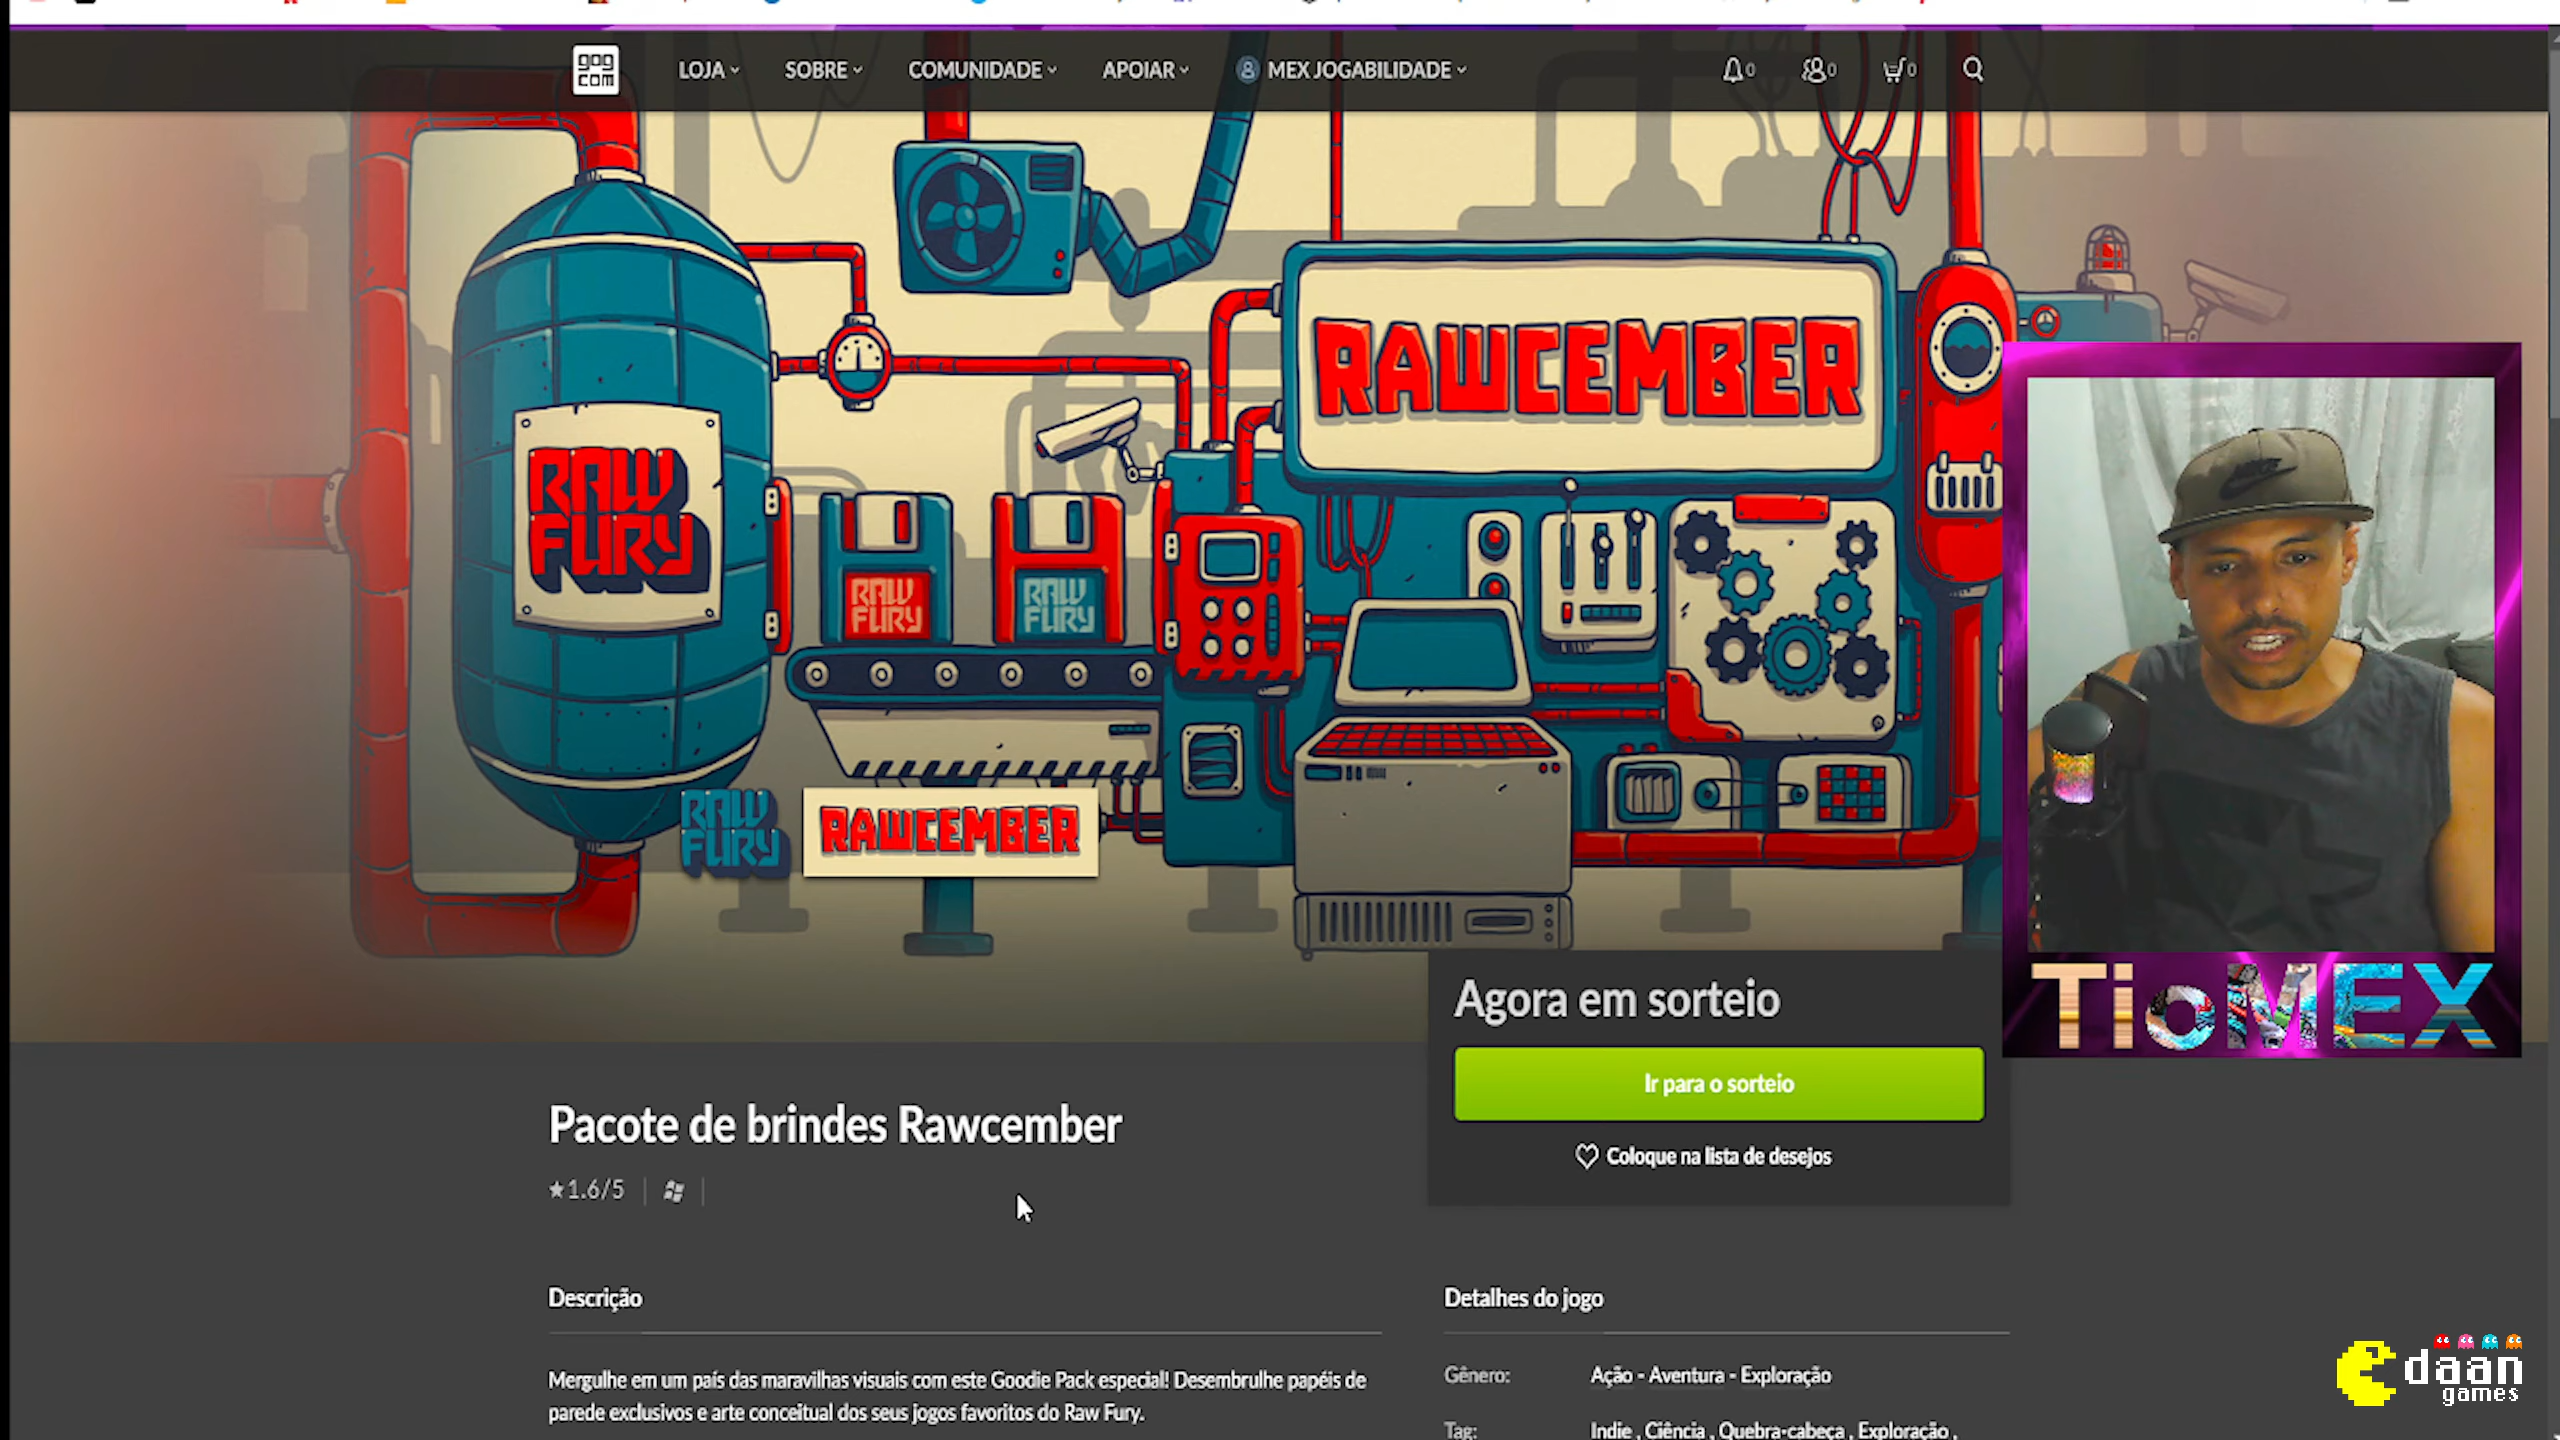 gog
com
LOJA
SOBRE
COMUNIDADE
APOIAR
MEX JOGABILIDADE
0
0
0
RAWCEMBER
RAW
FURY
RAW
FURY
RAW
FURY
RAW
FURY
RAWCEMBER
TioMEX
Agora em sorteio
Ir para o sorteio
Coloque na lista de desejos
Pacote de brindes Rawcember
★1.6/5
Descrição
Mergulhe em um país das maravilhas visuais com este Goodie Pack especial! Desembrulhe papéis de
parede exclusivos e arte conceitual dos seus jogos favoritos do Raw Fury.
Detalhes do jogo
Gênero: Ação - Aventura - Exploração
Tag: Indie , Ciência , Quebra-cabeça , Exploração ,
daan
games